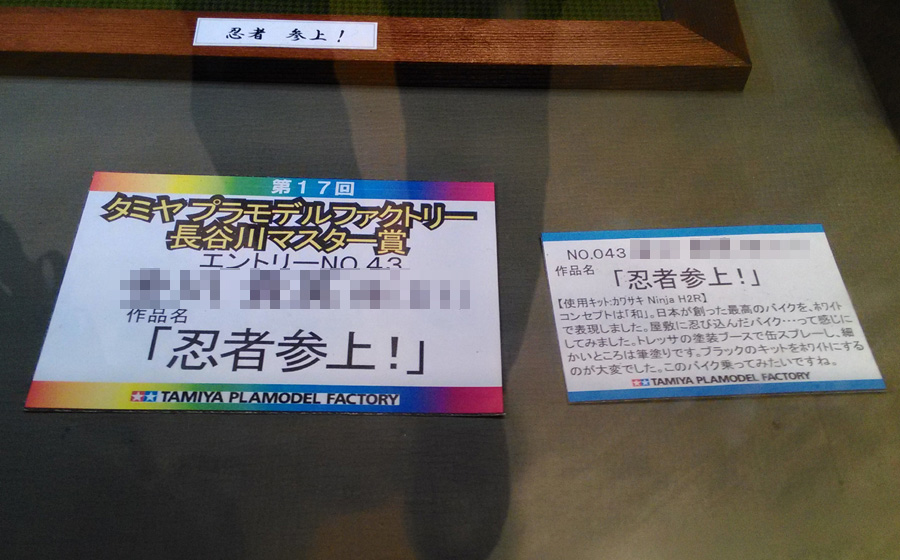 忍者 参上!
第17回
タミヤプラモデルファクトリー
長谷川マスター賞
エントリーNO.43
作品名
「忍者参上!」
TAMIYA PLAMODEL FACTORY
NO.043
作品名
「忍者参上!」
【使用キット:カワサキ Ninja H2R】
コンセプトは「和」。日本が創った最高のバイクを、ホワイト
で表現しました。屋敷に忍び込んだバイク・・・って感じに
してみました。トレッサの塗装ブースで缶スプレーし、細
かいところは筆塗りです。ブラックのキットをホワイトにする
のが大変でした。このバイク乗ってみたいですね。
TAMIYA PLAMODEL FACTORY